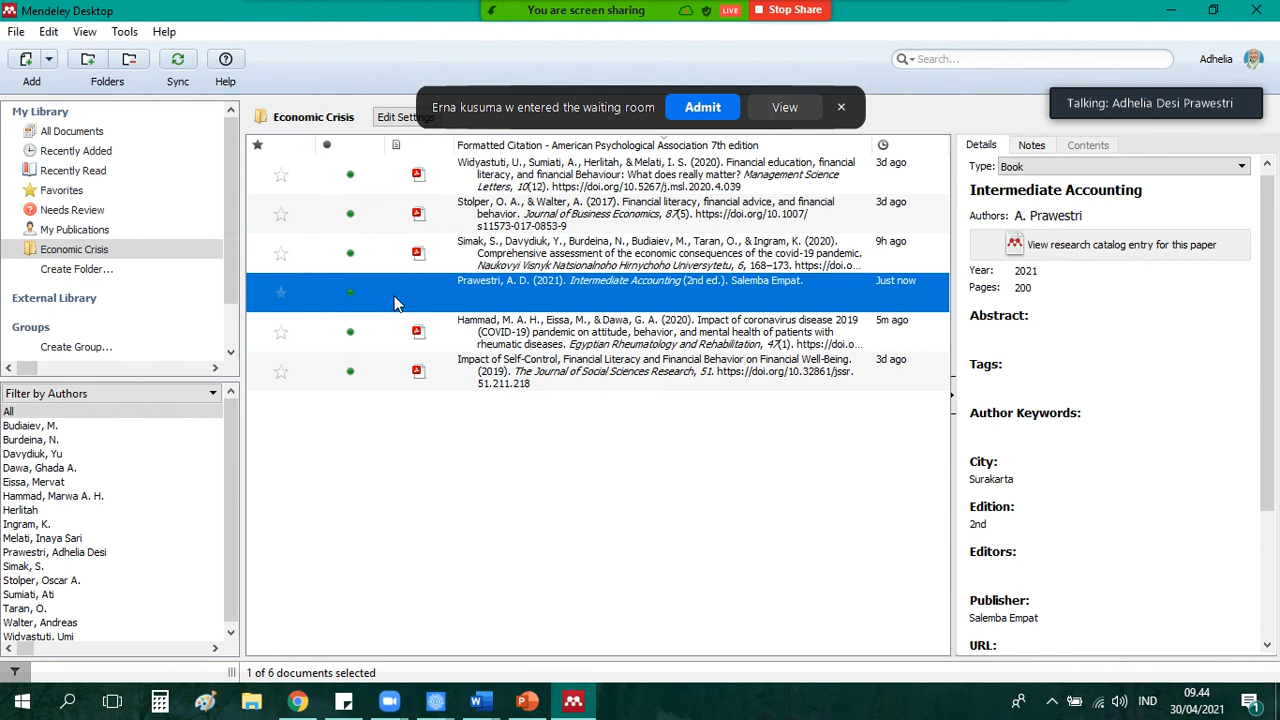 Mendeley Desktop
You are screen sharing
LIVE
Stop Share
File Edit View Tools Help
Add
Folders
Sync
Help
Search...
Adhelia
Erna kusuma w entered the waiting room
Admit
View
Talking: Adhelia Desi Prawestri
My Library
All Documents
Recently Added
Recently Read
Favorites
Needs Review
My Publications
Economic Crisis
Create Folder...
External Library
Groups
Create Group...
Filter by Authors
All
Budiaiev, M.
Burdeina, N.
Davydiuk, Yu
Dawa, Ghada A.
Eissa, Mervat
Hammad, Marwa A. H.
Herlitah
Ingram, K.
Melati, Inaya Sari
Prawestri, Adhelia Desi
Simak, S.
Stolper, Oscar A.
Sumiati, Ati
Taran, O.
Walter, Andreas
Widyastuti, Umi
Economic Crisis
Edit Settings
Formatted Citation - American Psychological Association 7th edition
Widyastuti, U., Sumiati, A., Herlitah, & Melati, I. S. (2020). Financial education, financial
literacy, and financial Behaviour: What does really matter? Management Science
Letters, 10(12). https://doi.org/10.5267/j.msl.2020.4.039
3d ago
Stolper, O. A., & Walter, A. (2017). Financial literacy, financial advice, and financial
behavior. Journal of Business Economics, 87(5). https://doi.org/10.1007/
s11573-017-0853-9
3d ago
Simak, S., Davydiuk, Y., Burdeina, N., Budiaiev, M., Taran, O., & Ingram, K. (2020).
Comprehensive assessment of the economic consequences of the covid-19 pandemic.
Naukovyi Visnyk Natsionalnoho Hirnychoho Universytetu, 6, 168–173. https://doi.o...
9h ago
Prawestri, A. D. (2021). Intermediate Accounting (2nd ed.). Salemba Empat.
Just now
Hammad, M. A. H., Eissa, M., & Dawa, G. A. (2020). Impact of coronavirus disease 2019
(COVID-19) pandemic on attitude, behavior, and mental health of patients with
rheumatic diseases. Egyptian Rheumatology and Rehabilitation, 47(1). https://doi.o...
5m ago
Impact of Self-Control, Financial Literacy and Financial Behavior on Financial Well-Being.
(2019). The Journal of Social Sciences Research, 51. https://doi.org/10.32861/jssr.
51.211.218
3d ago
Details
Notes
Contents
Type: Book
Intermediate Accounting
Authors: A. Prawestri
View research catalog entry for this paper
Year: 2021
Pages: 200
Abstract:
Tags:
Author Keywords:
City:
Surakarta
Edition:
2nd
Editors:
Publisher:
Salemba Empat
URL:
1 of 6 documents selected
IND
09.44
30/04/2021
1